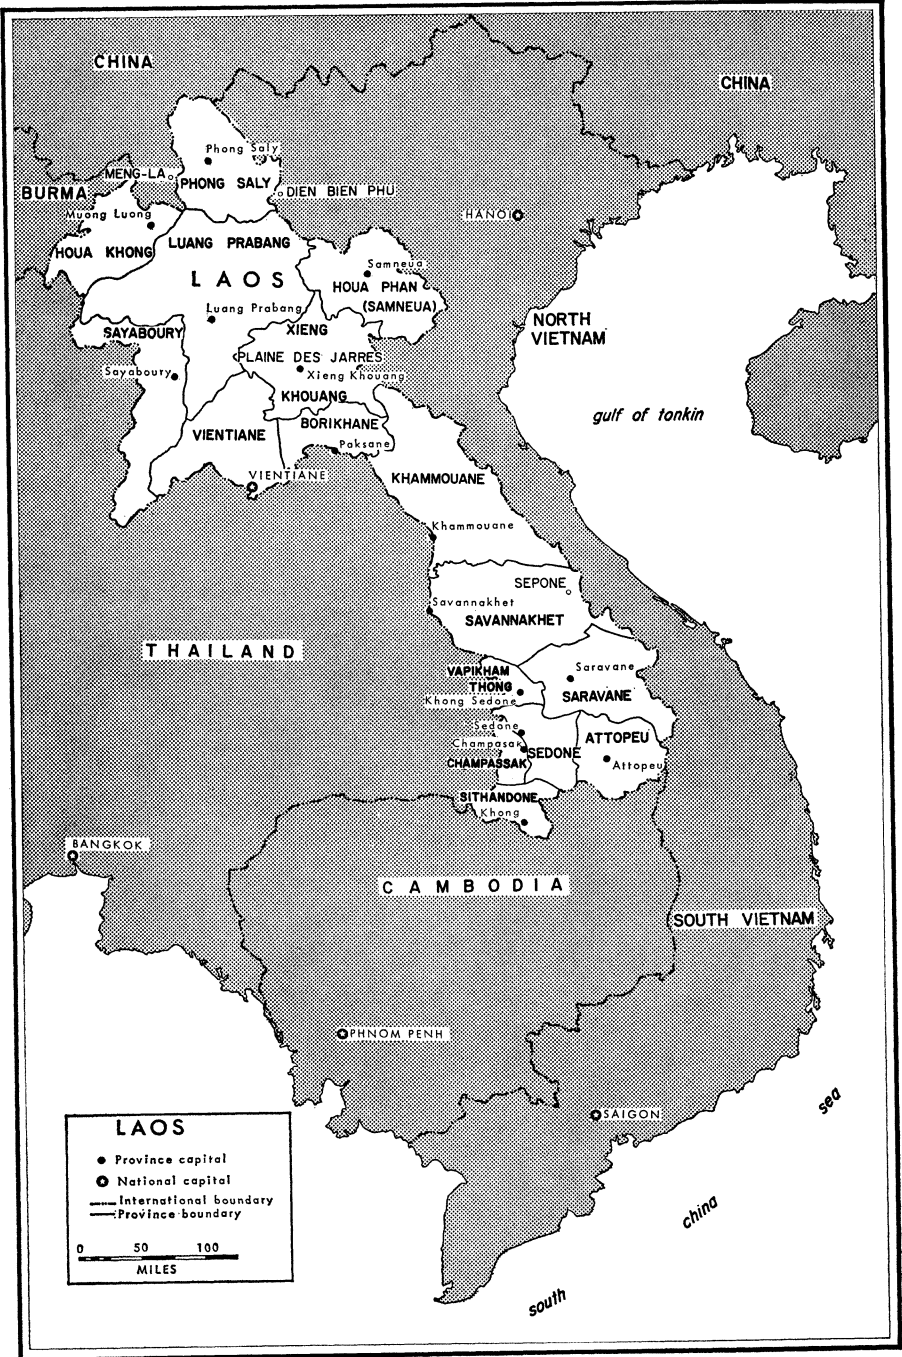 CHINA
CHINA
Phong Saly
MENG-LA
PHONG SALY
BURMA
DIEN BIEN PHU
Muong Luong
HANOI
LUANG PRABANG
HOUA KHONG
Samneua
LAOS
HOUA PHAN
(SAMNEUA)
Luang Prabang
NORTH
VIETNAM
SAYABOURY
XIENG
PLAINE DES JARRES
Sayaboury
Xieng Khouang
KHOUANG
gulf of tonkin
BORIKHANE
VIENTIANE
Paksane
VIENTIANE
KHAMMOUANE
Khammouane
SEPONE
Savannakhet
SAVANNAKHET
THAILAND
VAPIKHAM
THONG
Saravane
Khong Sedone
SARAVANE
Sedone
ATTOPEU
Champasak
SEDONE
CHAMPASSAK
Attopeu
SITHANDONE
Khong
BANGKOK
CAMBODIA
SOUTH VIETNAM
PHNOM PENH
SAIGON
sea
china
south
LAOS
Province capital
National capital
International boundary
Province boundary
0 50 100
MILES